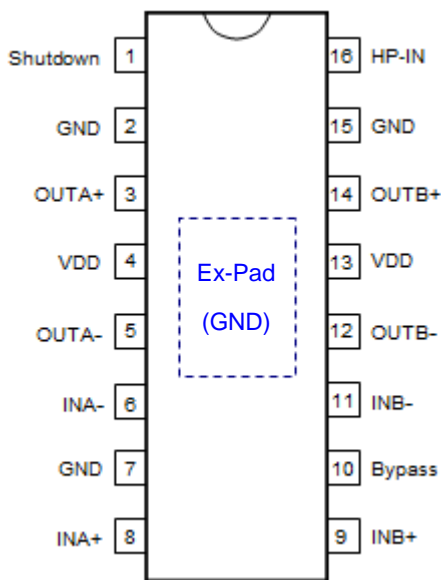 Shutdown 1 16 HP-IN
GND 2 15 GND
OUTA+ 3 14 OUTB+
VDD 4 13 VDD
Ex-Pad
(GND)
OUTA- 5 12 OUTB-
INA- 6 11 INB-
GND 7 10 Bypass
INA+ 8 9 INB+